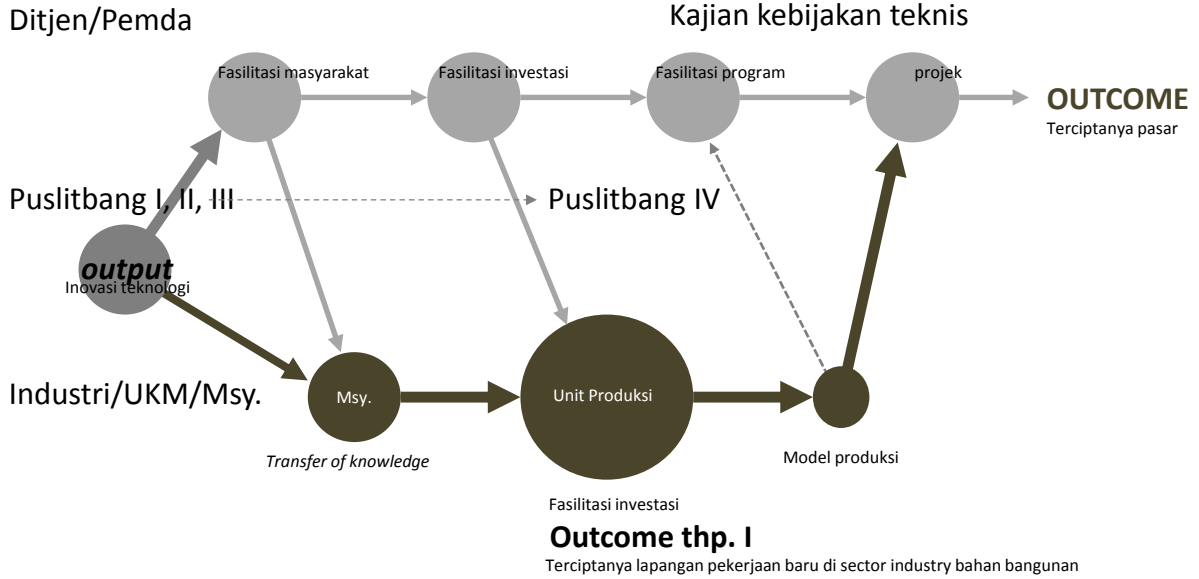 Ditjen/Pemda
Kajian kebijakan teknis
Fasilitasi masyarakat
Fasilitasi investasi
Fasilitasi program
projek
OUTCOME
Terciptanya pasar
Puslitbang I, II, III
Puslitbang IV
output
Inovasi teknologi
Industri/UKM/Msy.
Msy.
Unit Produksi
Transfer of knowledge
Model produksi
Fasilitasi investasi
Outcome thp. I
Terciptanya lapangan pekerjaan baru di sector industry bahan bangunan